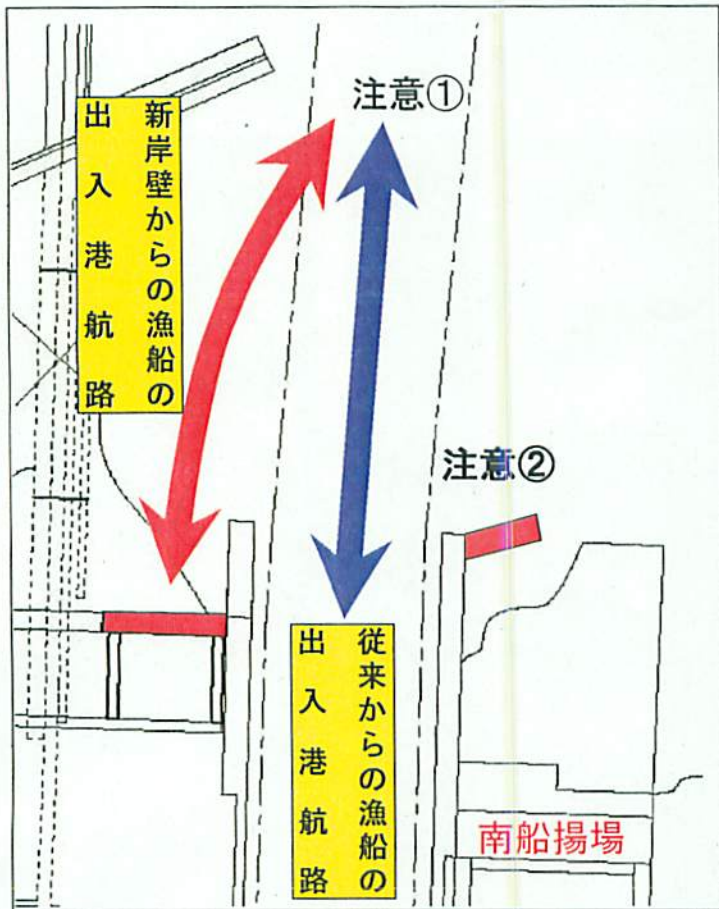 注意①
新岸壁からの漁船の
出入港航路
注意②
従来からの漁船の
出入港航路
南船揚場